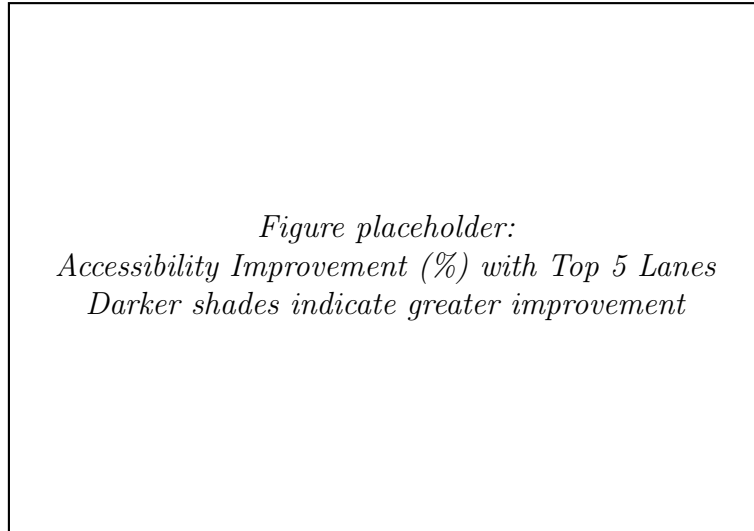 Figure placeholder:
Accessibility Improvement (%) with Top 5 Lanes
Darker shades indicate greater improvement